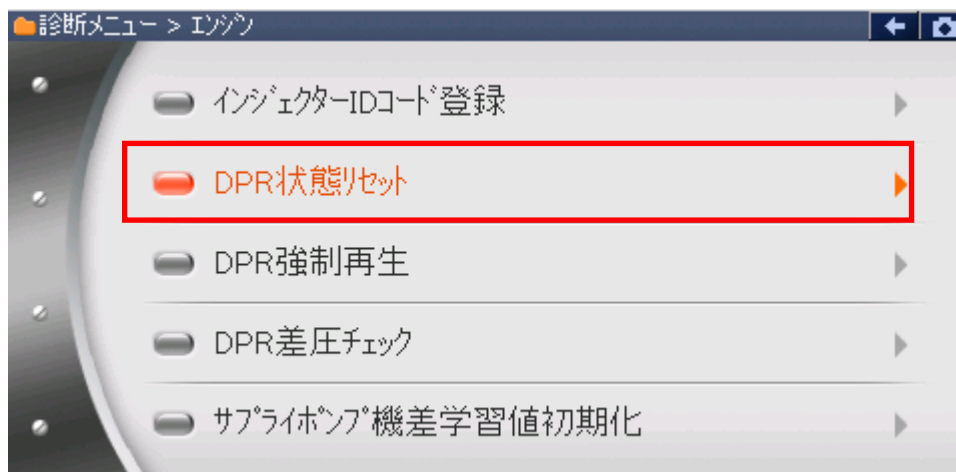 診断メニュー > エンジン
インジェクターIDコード登録
DPR状態リセット
DPR強制再生
DPR差圧チェック
サプライポンプ機差学習値初期化